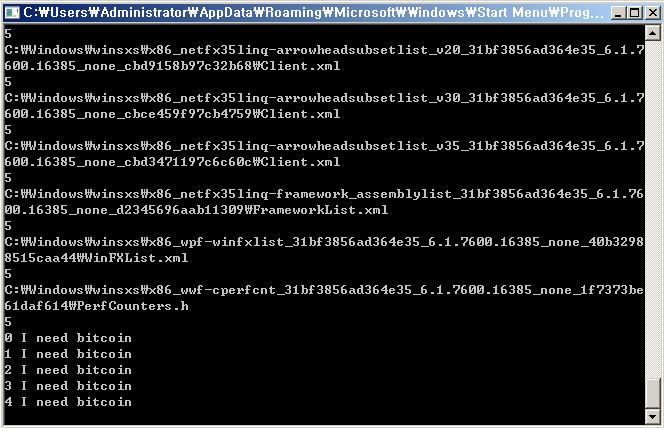 C:₩Users₩Administrator₩AppData₩Roaming₩Microsoft₩Windows₩Start Menu₩Prog...
5
C:₩Windows₩winsxs₩x86_netfx35linq-arrowheadsubsetlist_v20_31bf3856ad364e35_6.1.7
600.16385_none_cbd9158b97c32b68₩Client.xml
5
C:₩Windows₩winsxs₩x86_netfx35linq-arrowheadsubsetlist_v30_31bf3856ad364e35_6.1.7
600.16385_none_cbce459f97cb4759₩Client.xml
5
C:₩Windows₩winsxs₩x86_netfx35linq-arrowheadsubsetlist_v35_31bf3856ad364e35_6.1.7
600.16385_none_cbd3471197c6c60c₩Client.xml
5
C:₩Windows₩winsxs₩x86_netfx35linq-framework_assemblylist_31bf3856ad364e35_6.1.76
00.16385_none_d2345696aab11309₩FrameworkList.xml
5
C:₩Windows₩winsxs₩x86_wpf-winfxlist_31bf3856ad364e35_6.1.7600.16385_none_40b3298
8515caa44₩WinFXList.xml
5
C:₩Windows₩winsxs₩x86_wwf-cperfcnt_31bf3856ad364e35_6.1.7600.16385_none_1f7373be
61daf614₩PerfCounters.h
5
0 I need bitcoin
1 I need bitcoin
2 I need bitcoin
3 I need bitcoin
4 I need bitcoin